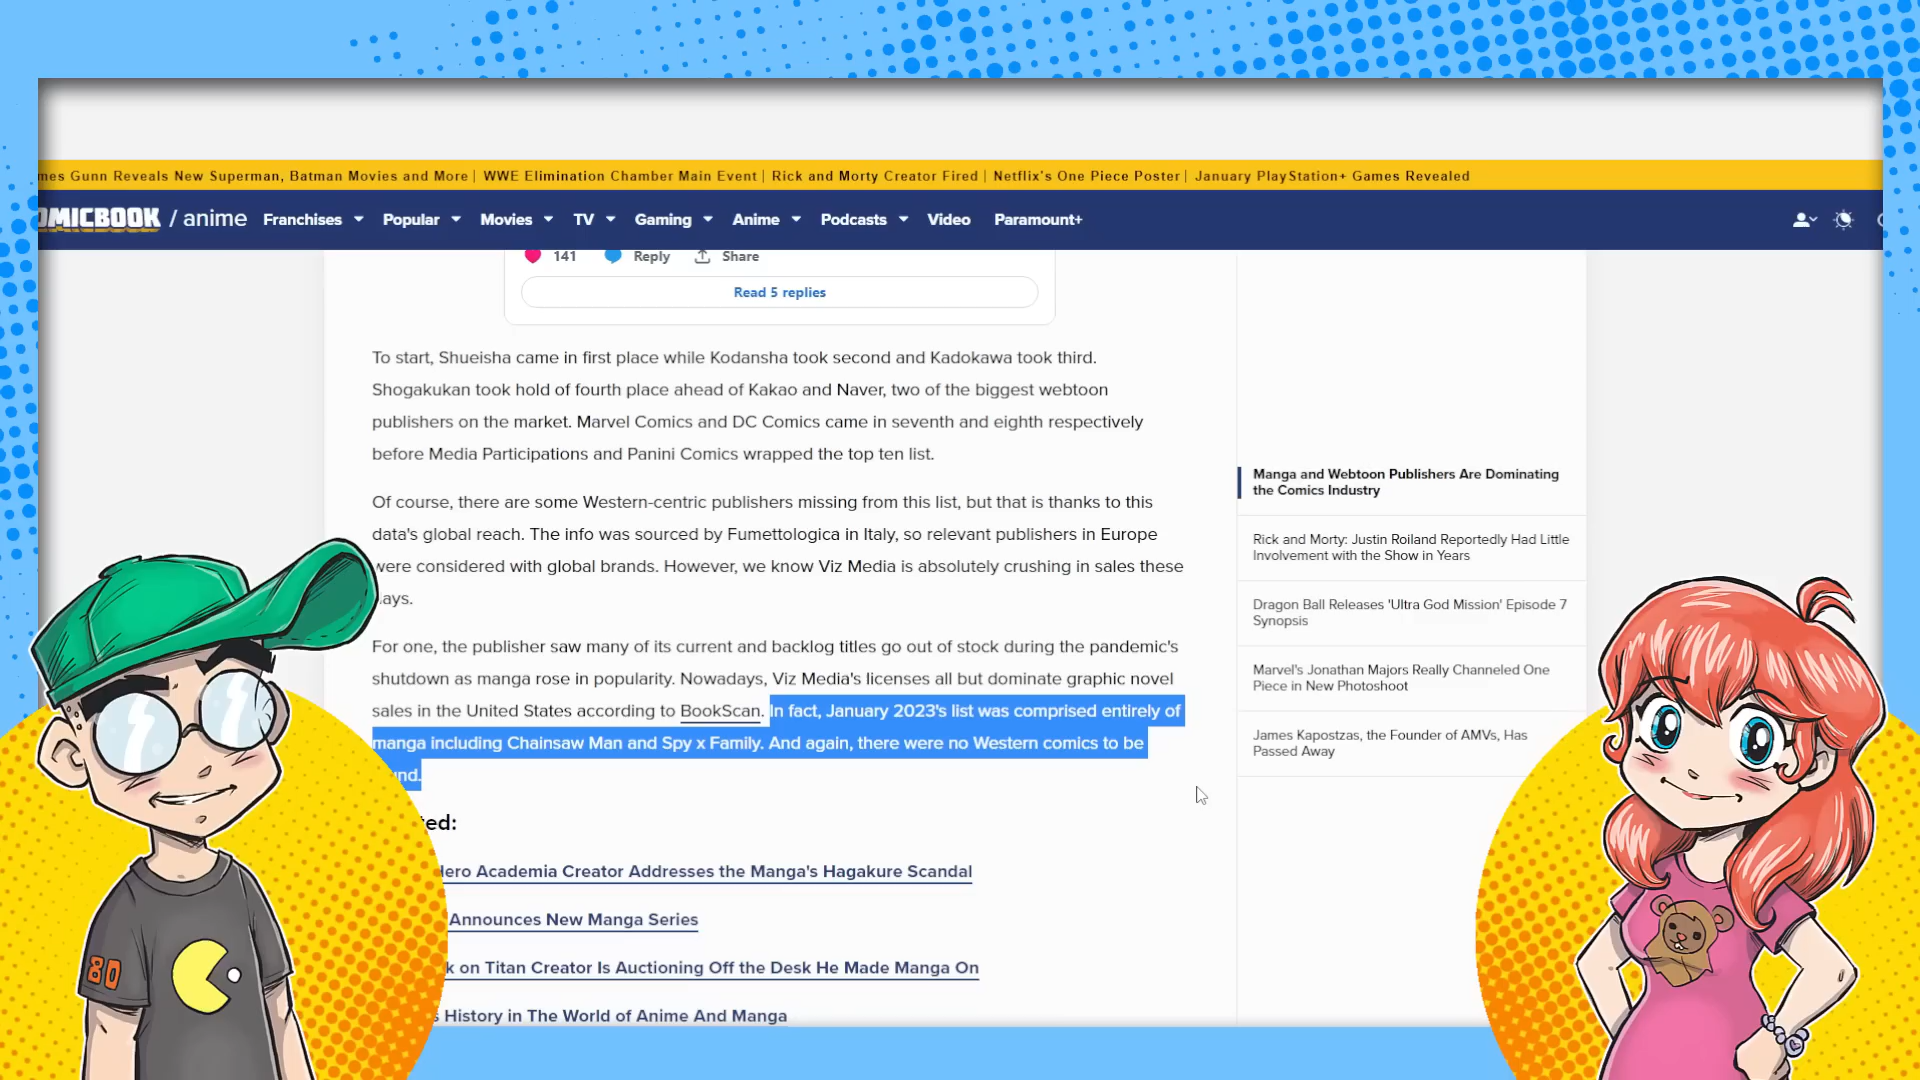 mes Gunn Reveals New Superman, Batman Movies and More | WWE Elimination Chamber Main Event | Rick and Morty Creator Fired | Netflix's One Piece Poster | January PlayStation+ Games Revealed
OMICBOOK / anime Franchises Popular Movies TV Gaming Anime Podcasts Video Paramount+
141 Reply Share
Read 5 replies
To start, Shueisha came in first place while Kodansha took second and Kadokawa took third.
Shogakukan took hold of fourth place ahead of Kakao and Naver, two of the biggest webtoon
publishers on the market. Marvel Comics and DC Comics came in seventh and eighth respectively
before Media Participations and Panini Comics wrapped the top ten list.
Of course, there are some Western-centric publishers missing from this list, but that is thanks to this
data's global reach. The info was sourced by Fumettologica in Italy, so relevant publishers in Europe
were considered with global brands. However, we know Viz Media is absolutely crushing in sales these
ays.
For one, the publisher saw many of its current and backlog titles go out of stock during the pandemic's
shutdown as manga rose in popularity. Nowadays, Viz Media's licenses all but dominate graphic novel
sales in the United States according to BookScan. In fact, January 2023's list was comprised entirely of
manga including Chainsaw Man and Spy x Family. And again, there were no Western comics to be
und.
ted:
Hero Academia Creator Addresses the Manga's Hagakure Scandal
Announces New Manga Series
k on Titan Creator Is Auctioning Off the Desk He Made Manga On
s History in The World of Anime And Manga
Manga and Webtoon Publishers Are Dominating
the Comics Industry
Rick and Morty: Justin Roiland Reportedly Had Little
Involvement with the Show in Years
Dragon Ball Releases 'Ultra God Mission' Episode 7
Synopsis
Marvel's Jonathan Majors Really Channeled One
Piece in New Photoshoot
James Kapostzas, the Founder of AMVs, Has
Passed Away
80